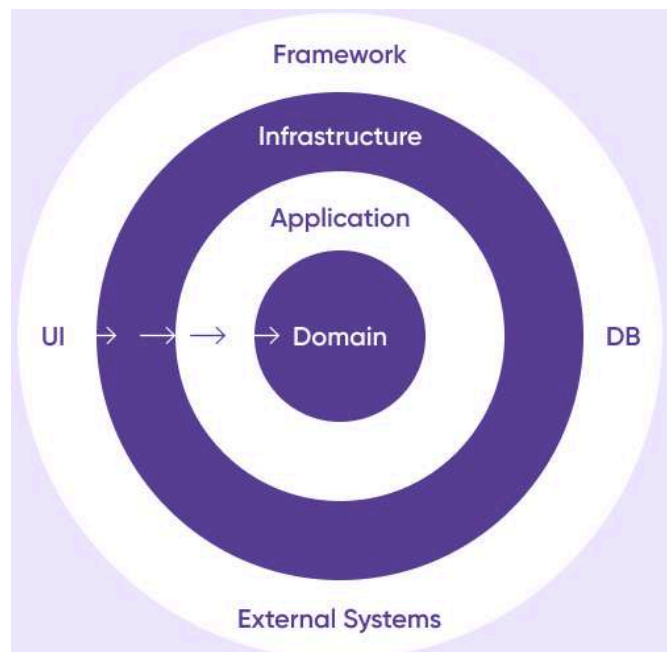 Framework
Infrastructure
Application
UI
Domain
DB
External Systems